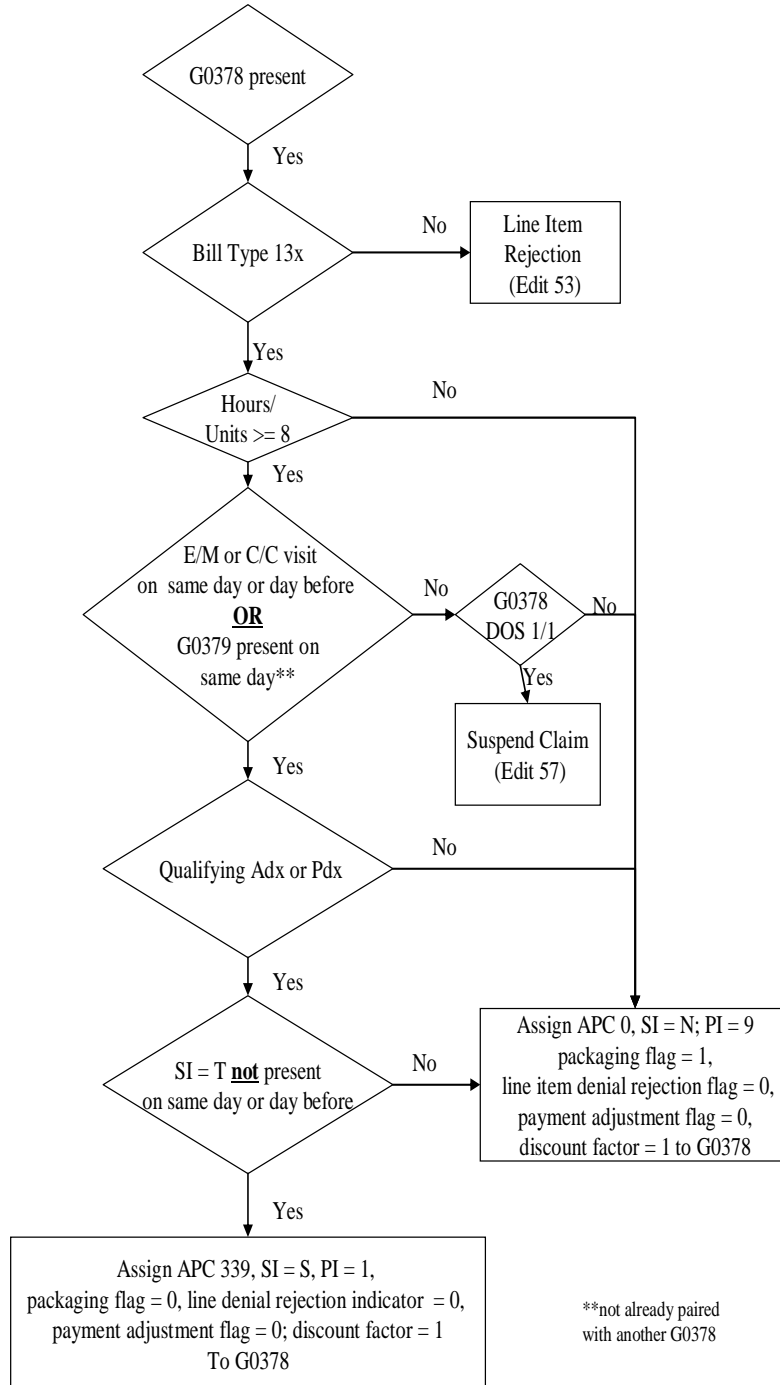 G0378 present
Yes
Bill Type 13x
No
Line Item
Rejection
(Edit 53)
Yes
Hours/
Units >= 8
No
Yes
E/M or C/C visit
on same day or day before
OR
G0379 present on
same day**
No
G0378
DOS 1/1
No
Yes
Suspend Claim
(Edit 57)
Yes
Qualifying Adx or Pdx
No
Yes
SI = T not present
on same day or day before
No
Assign APC 0, SI = N; PI = 9
packaging flag = 1,
line item denial rejection flag = 0,
payment adjustment flag = 0,
discount factor = 1 to G0378
Yes
Assign APC 339, SI = S, PI = 1,
packaging flag = 0, line denial rejection indicator = 0,
payment adjustment flag = 0; discount factor = 1
To G0378
**not already paired
with another G0378